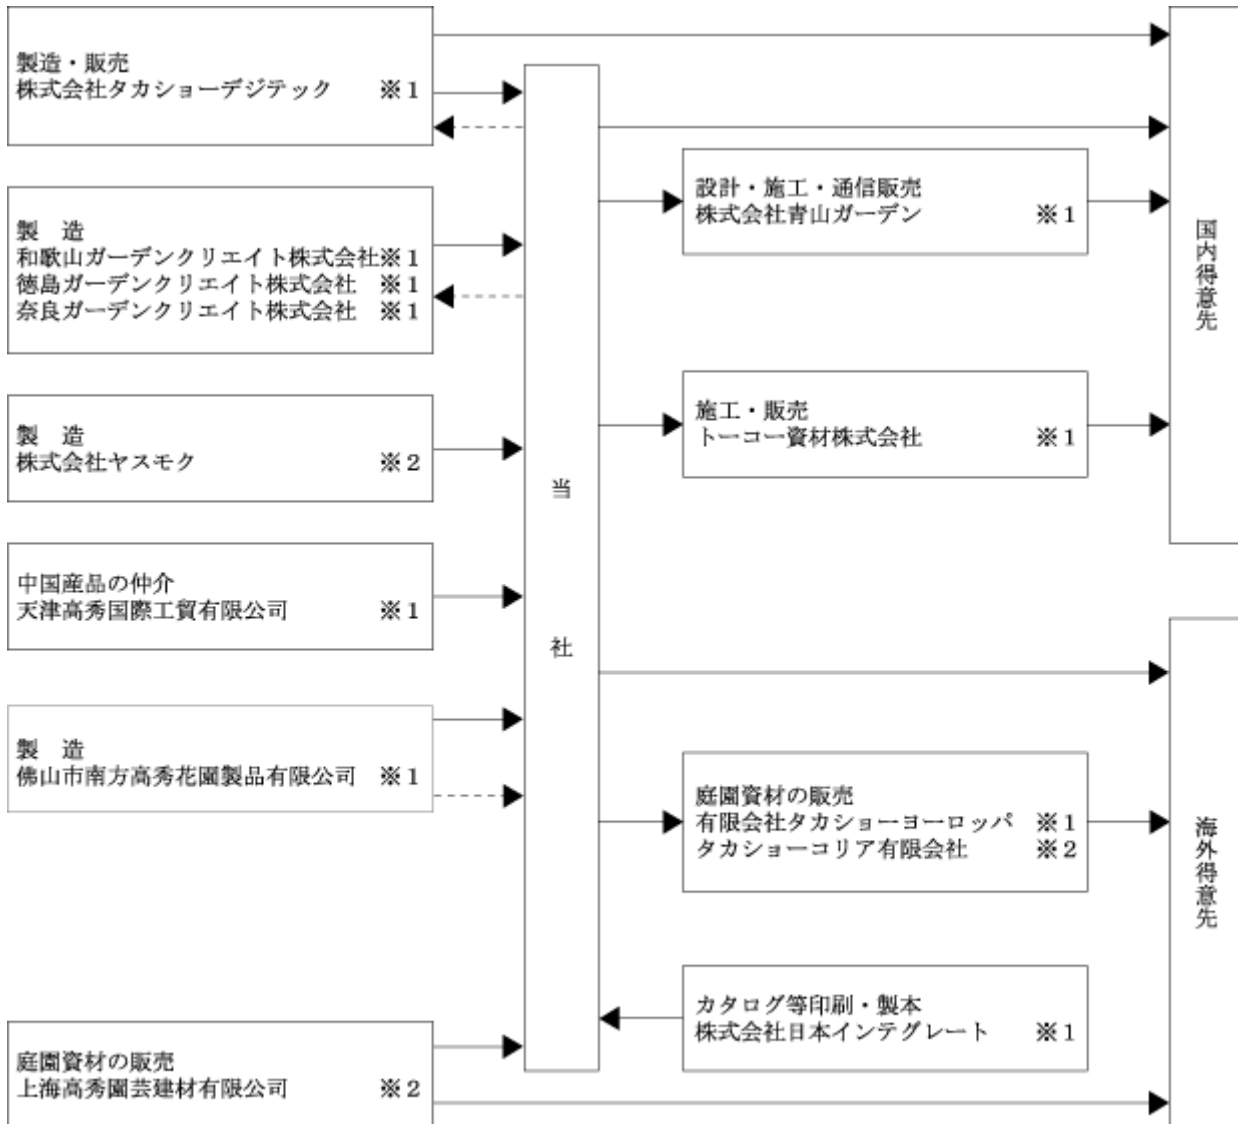 製造・販売
株式会社タカショーデジテック ※1
製 造
和歌山ガーデンクリエイト株式会社※1
徳島ガーデンクリエイト株式会社 ※1
奈良ガーデンクリエイト株式会社 ※1
製 造
株式会社ヤスモク ※2
中国産品の仲介
天津高秀国際工貿有限公司 ※1
製 造
佛山市南方高秀花園製品有限公司 ※1
庭園資材の販売
上海高秀園芸建材有限公司 ※2
当社
設計・施工・通信販売
株式会社青山ガーデン ※1
施工・販売
トーコー資材株式会社 ※1
庭園資材の販売
有限会社タカショーヨーロッパ ※1
タカショーコリア有限会社 ※2
カタログ等印刷・製本
株式会社日本インテグレート ※1
国内得意先
海外得意先